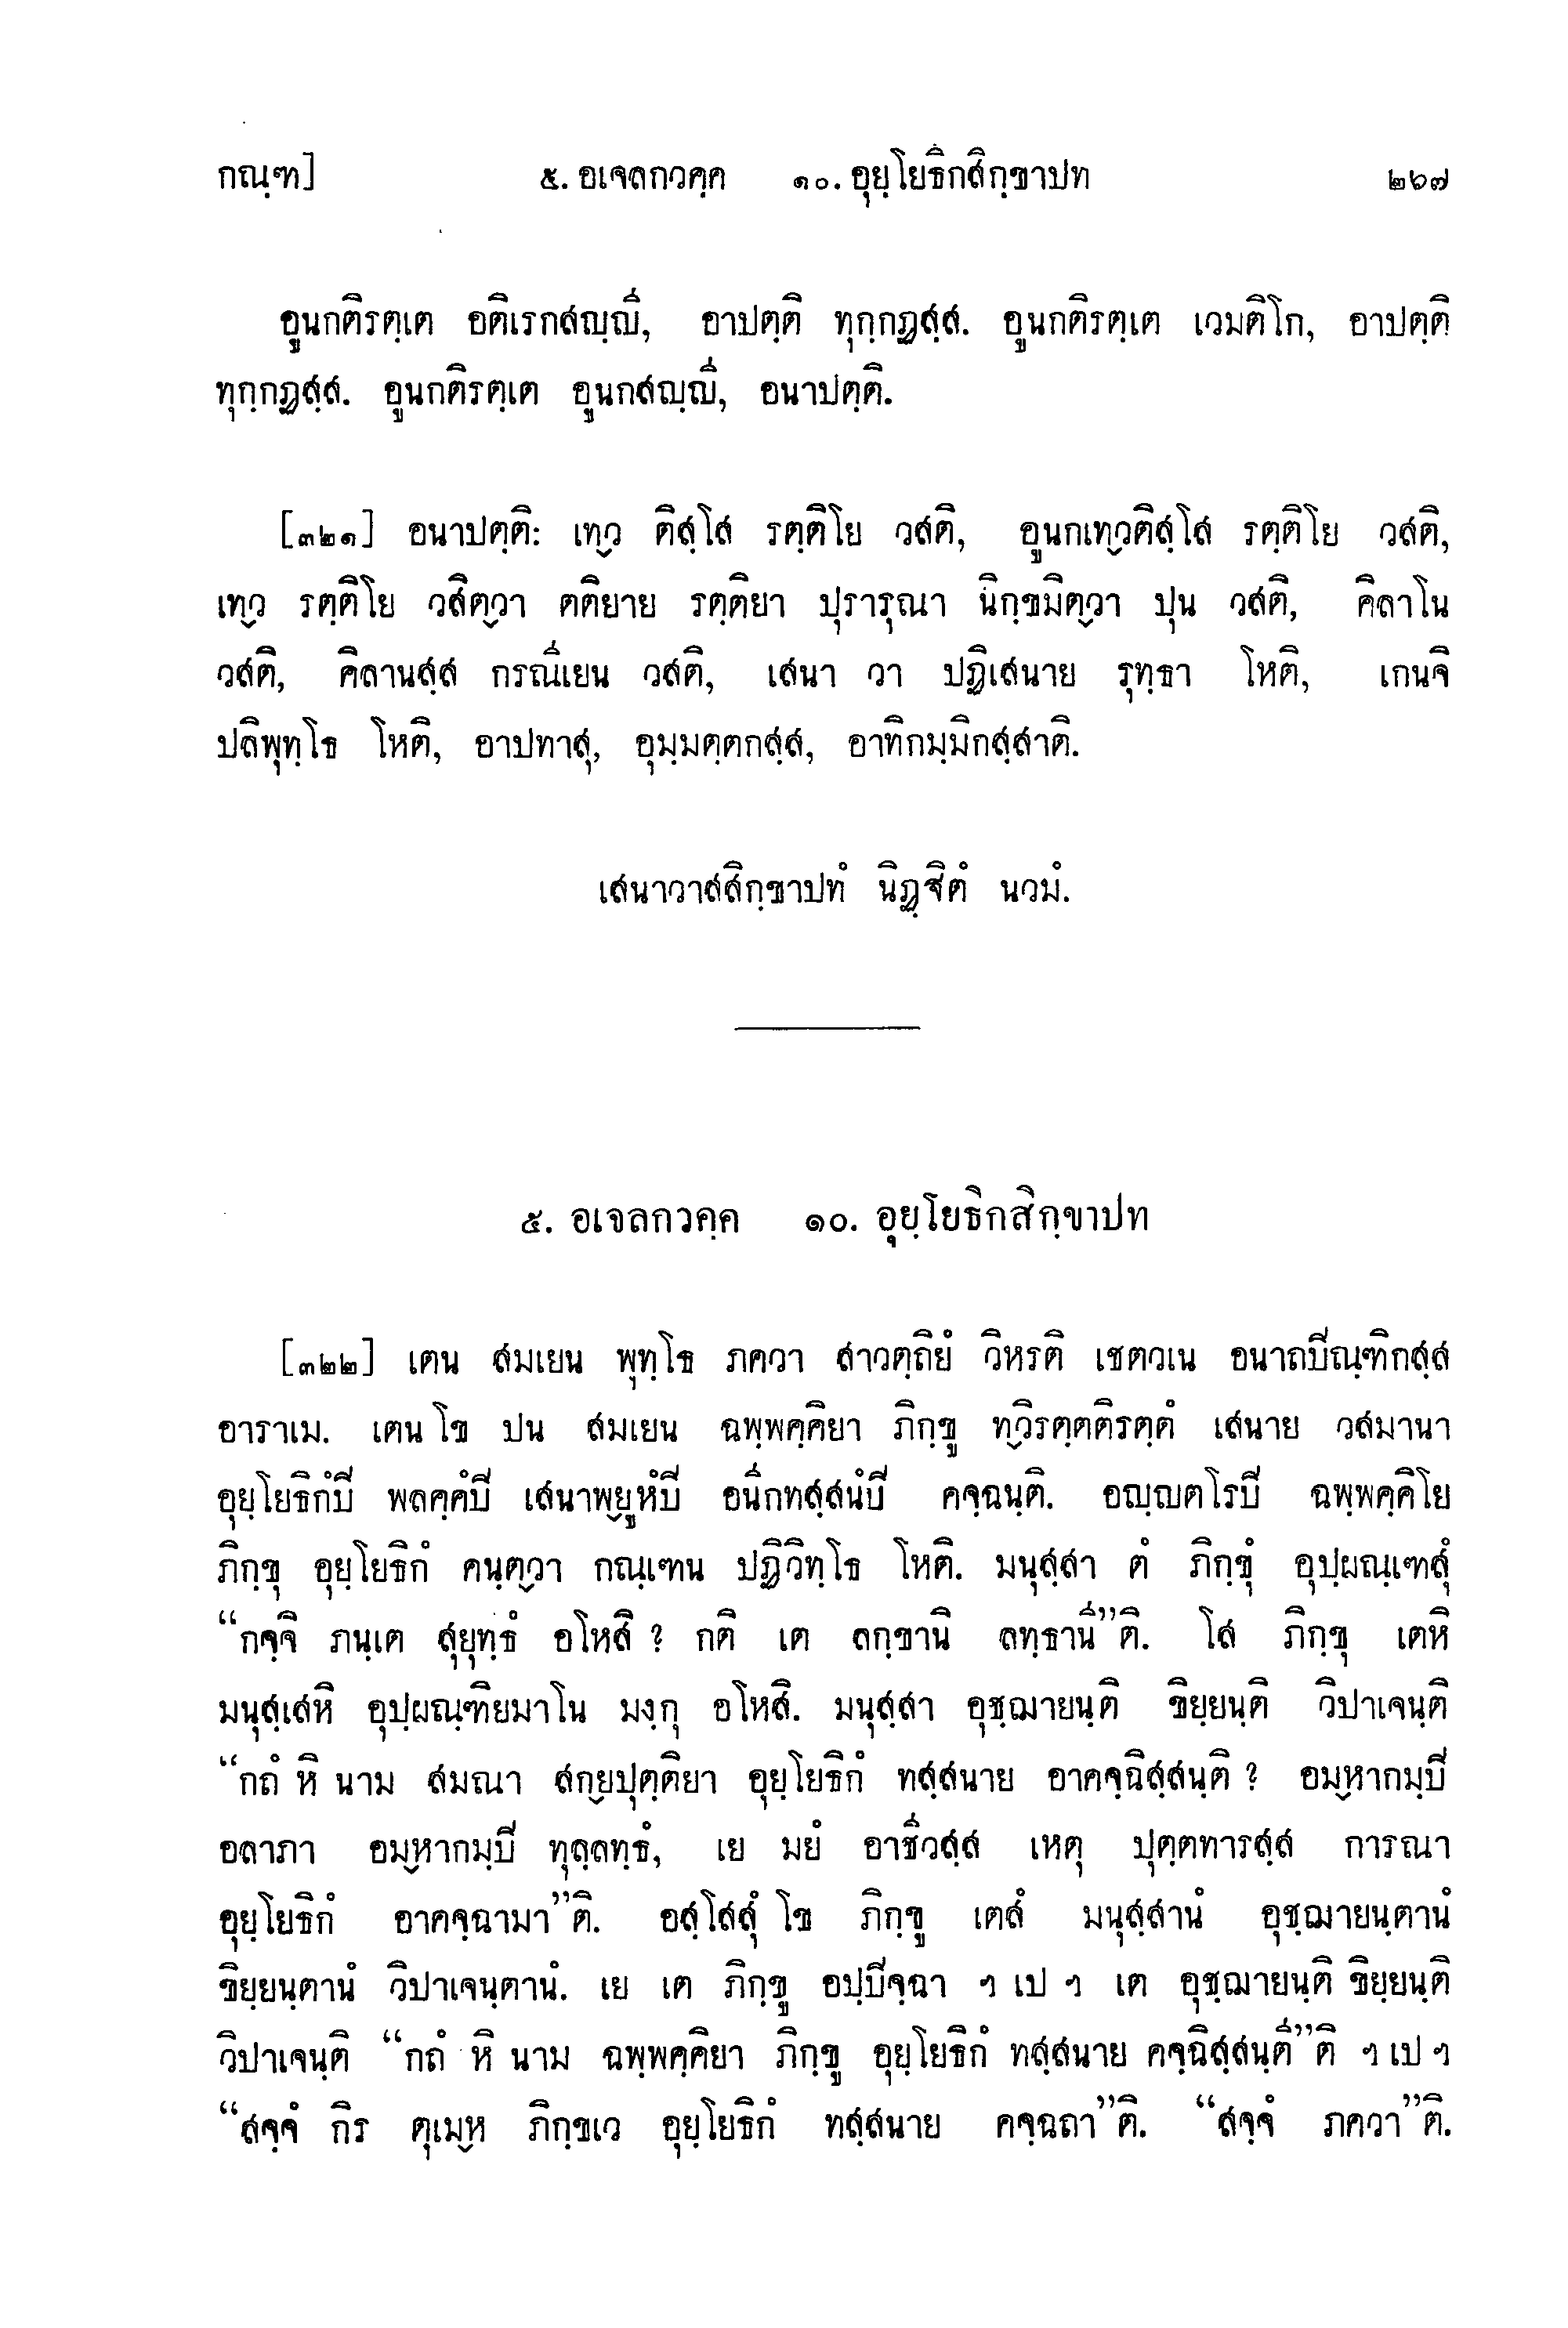 กณฺฑ] ๕. อเจลกวคฺค ๑๐. อุยฺโยธิกสิกฺขาปท ๒๖๗
อูนกติรตฺเต อติเรกสญฺญี, อาปตฺติ ทุกฺกฏสฺส. อูนกติรตฺเต เวมติโก, อาปตฺติ
ทุกฺกฏสฺส. อูนกติรตฺเต อูนกสญฺญี, อนาปตฺติ.
[๓๒๑] อนาปตฺติ: เทฺว ติสฺโส รตฺติโย วสติ, อูนกเทฺวติสฺโส รตฺติโย วสติ,
เทฺว รตฺติโย วสิตฺวา ตติยาย รตฺติยา ปุรารุณา นิกฺขมิตฺวา ปุน วสติ, คิลาโน
วสติ, คิลานสฺส กรณีเยน วสติ, เสนา วา ปฏิเสนาย รุทฺธา โหติ, เกนจิ
ปลิพุทฺโธ โหติ, อาปทาสุ, อุมฺมตฺตกสฺส, อาทิกมฺมิกสฺสาติ.
เสนาวาสสิกฺขาปทํ นิฏฺฐิตํ นวมํ.
๕. อเจลกวคฺค ๑๐. อุยฺโยธิกสิกฺขาปท
[๓๒๒] เตน สมเยน พุทฺโธ ภควา สาวตฺถิยํ วิหรติ เชตวเน อนาถปิณฺฑิกสฺส
อาราเม. เตน โข ปน สมเยน ฉพฺพคฺคิยา ภิกฺขู ทฺวิรตฺตติรตฺตํ เสนาย วสมานา
อุยฺโยธิกํปิ พลคฺคํปิ เสนาพฺยูหํปิ อนีกทสฺสนํปิ คจฺฉนฺติ. อญฺญตโรปิ ฉพฺพคฺคิโย
ภิกฺขุ อุยฺโยธิกํ คนฺตฺวา กณฺเฑน ปฏิวิทฺโธ โหติ. มนุสฺสา ตํ ภิกฺขุํ อุปฺผณฺเฑสุํ
“กจฺจิ ภนฺเต สุยุทฺธํ อโหสิ ? กติ เต ลกฺขานิ ลทฺธานี”ติ. โส ภิกฺขุ เตหิ
มนุสฺเสหิ อุปฺผณฺฑิยมาโน มงฺกุ อโหสิ. มนุสฺสา อุชฺฌายนฺติ ขิยฺยนฺติ วิปาเจนฺติ
“กถํ หิ นาม สมณา สกฺยปุตฺติยา อุยฺโยธิกํ ทสฺสนาย อาคจฺฉิสฺสนฺติ ? อมฺหากมฺปิ
อลาภา อมฺหากมฺปิ ทุลฺลทฺธํ, เย มยํ อาชีวสฺส เหตุ ปุตฺตทารสฺส การณา
อุยฺโยธิกํ อาคจฺฉามา”ติ. อสฺโสสุํ โข ภิกฺขู เตสํ มนุสฺสานํ อุชฺฌายนฺตานํ
ขิยฺยนฺตานํ วิปาเจนฺตานํ. เย เต ภิกฺขู อปฺปิจฺฉา ฯ เป ฯ เต อุชฺฌายนฺติ ขิยฺยนฺติ
วิปาเจนฺติ “กถํ หิ นาม ฉพฺพคฺคิยา ภิกฺขู อุยฺโยธิกํ ทสฺสนาย คจฺฉิสฺสนฺตี”ติ ฯ เป ฯ
“สจฺจํ กิร ตุเมฺห ภิกฺขเว อุยฺโยธิกํ ทสฺสนาย คจฺฉถา”ติ. “สจฺจํ ภควา”ติ.